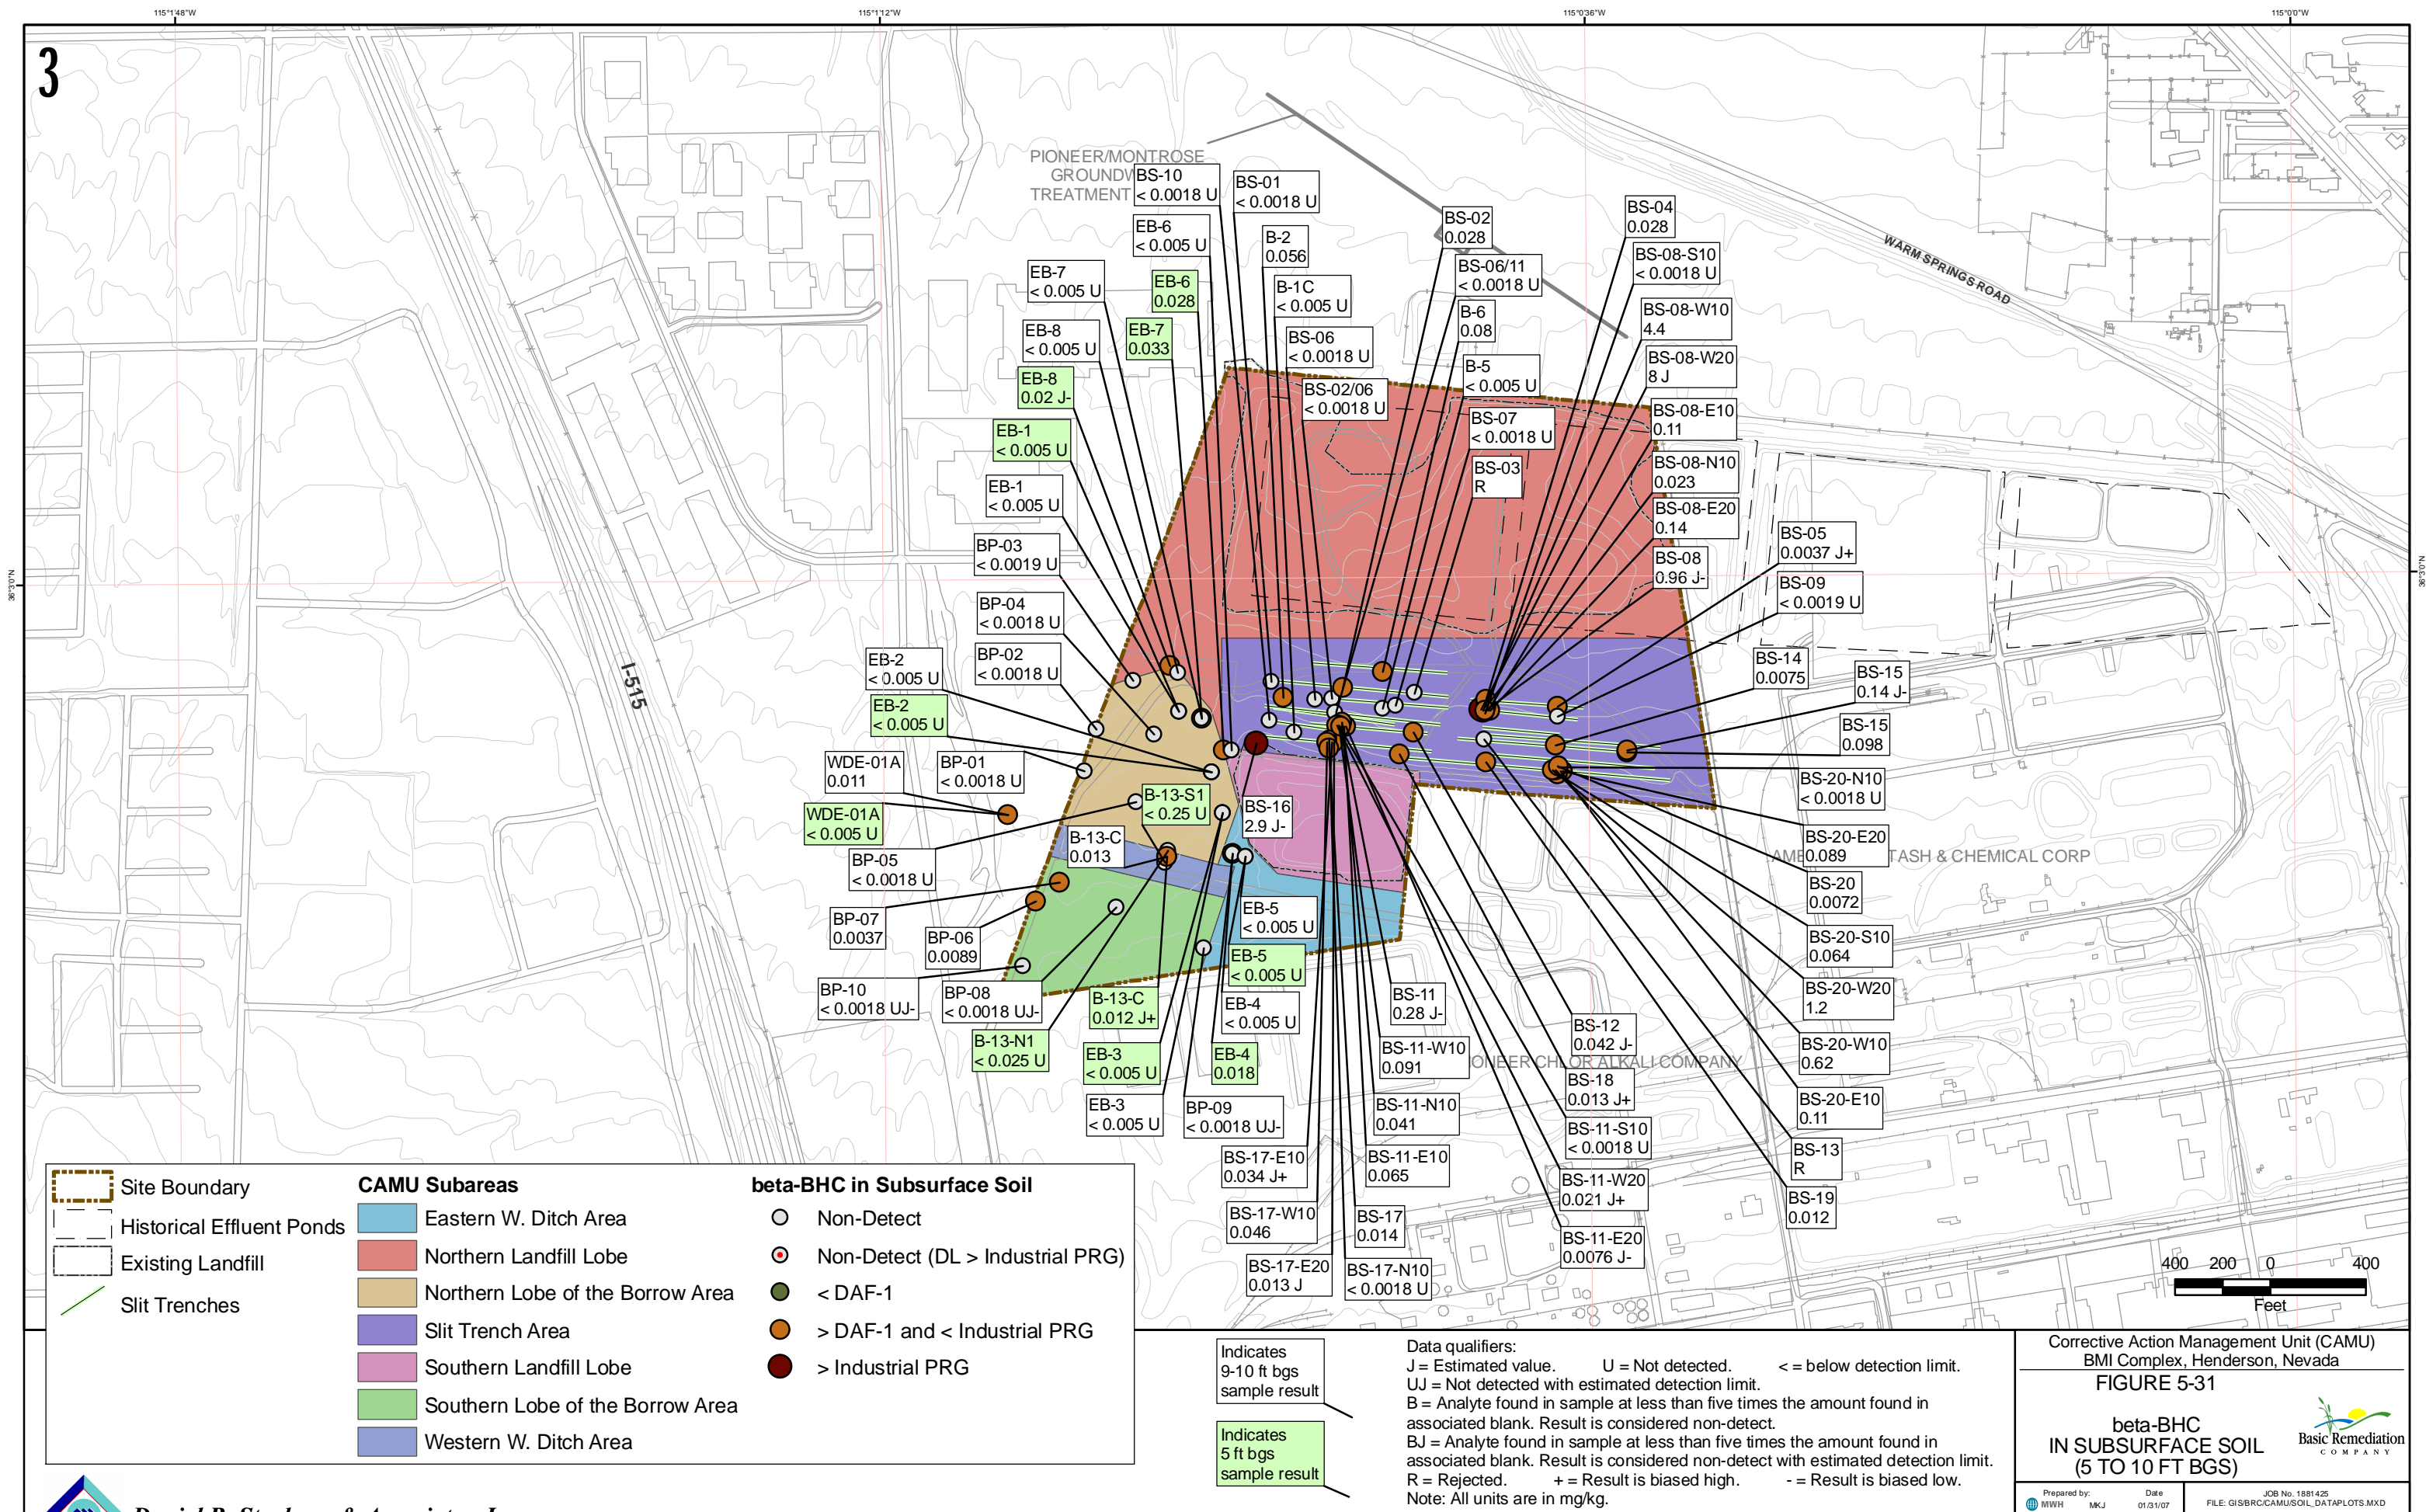 115°1'48"W
115°1'12"W
115°0'36"W
115°0'0"W
3
36°3'0"N
36°3'0"N
PIONEER/MONTROSE
GROUNDW
TREATMENT
WARM SPRINGS ROAD
I-515
TASH & CHEMICAL CORP
IONEER CHLOR ALKALI COMPANY
BS-10
< 0.0018 U
BS-01
< 0.0018 U
EB-6
< 0.005 U
B-2
0.056
BS-02
0.028
BS-04
0.028
EB-7
< 0.005 U
EB-6
0.028
B-1C
< 0.005 U
BS-06/11
< 0.0018 U
BS-08-S10
< 0.0018 U
EB-8
< 0.005 U
EB-7
0.033
BS-06
< 0.0018 U
B-6
0.08
BS-08-W10
4.4
EB-8
0.02 J-
BS-02/06
< 0.0018 U
B-5
< 0.005 U
BS-08-W20
8 J
EB-1
< 0.005 U
BS-07
< 0.0018 U
BS-08-E10
0.11
EB-1
< 0.005 U
BS-03
R
BS-08-N10
0.023
BP-03
< 0.0019 U
BS-08-E20
0.14
BS-05
0.0037 J+
BP-04
< 0.0018 U
BS-08
0.96 J-
BS-09
< 0.0019 U
EB-2
< 0.005 U
BP-02
< 0.0018 U
BS-14
0.0075
BS-15
0.14 J-
EB-2
< 0.005 U
BS-15
0.098
WDE-01A
0.011
BP-01
< 0.0018 U
BS-20-N10
< 0.0018 U
WDE-01A
< 0.005 U
B-13-S1
< 0.25 U
BS-16
2.9 J-
BS-20-E20
0.089
BP-05
< 0.0018 U
B-13-C
0.013
BS-20
0.0072
BP-07
0.0037
BP-06
0.0089
EB-5
< 0.005 U
BS-20-S10
0.064
EB-5
< 0.005 U
BP-10
< 0.0018 UJ-
BP-08
< 0.0018 UJ-
B-13-C
0.012 J+
EB-4
< 0.005 U
BS-11
0.28 J-
BS-20-W20
1.2
B-13-N1
< 0.025 U
EB-3
< 0.005 U
EB-4
0.018
BS-11-W10
0.091
BS-12
0.042 J-
BS-20-W10
0.62
EB-3
< 0.005 U
BP-09
< 0.0018 UJ-
BS-11-N10
0.041
BS-18
0.013 J+
BS-20-E10
0.11
BS-17-E10
0.034 J+
BS-11-E10
0.065
BS-11-S10
< 0.0018 U
BS-13
R
BS-17-W10
0.046
BS-17
0.014
BS-11-W20
0.021 J+
BS-19
0.012
BS-17-E20
0.013 J
BS-17-N10
< 0.0018 U
BS-11-E20
0.0076 J-
400 200 0 400
Feet
Site Boundary
Historical Effluent Ponds
Existing Landfill
Slit Trenches
CAMU Subareas
Eastern W. Ditch Area
Northern Landfill Lobe
Northern Lobe of the Borrow Area
Slit Trench Area
Southern Landfill Lobe
Southern Lobe of the Borrow Area
Western W. Ditch Area
beta-BHC in Subsurface Soil
Non-Detect
Non-Detect (DL > Industrial PRG)
< DAF-1
> DAF-1 and < Industrial PRG
> Industrial PRG
Indicates
9-10 ft bgs
sample result
Indicates
5 ft bgs
sample result
Data qualifiers:
J = Estimated value. U = Not detected. < = below detection limit.
UJ = Not detected with estimated detection limit.
B = Analyte found in sample at less than five times the amount found in
associated blank. Result is considered non-detect.
BJ = Analyte found in sample at less than five times the amount found in
associated blank. Result is considered non-detect with estimated detection limit.
R = Rejected. + = Result is biased high. - = Result is biased low.
Note: All units are in mg/kg.
Corrective Action Management Unit (CAMU)
BMI Complex, Henderson, Nevada
FIGURE 5-31
beta-BHC
IN SUBSURFACE SOIL
(5 TO 10 FT BGS)
Basic Remediation
COMPANY
Prepared by:
MWH MKJ
Date
01/31/07
JOB No. 1881425
FILE: GIS/BRC/CAMU/SOIL_DATAPLOTS.MXD